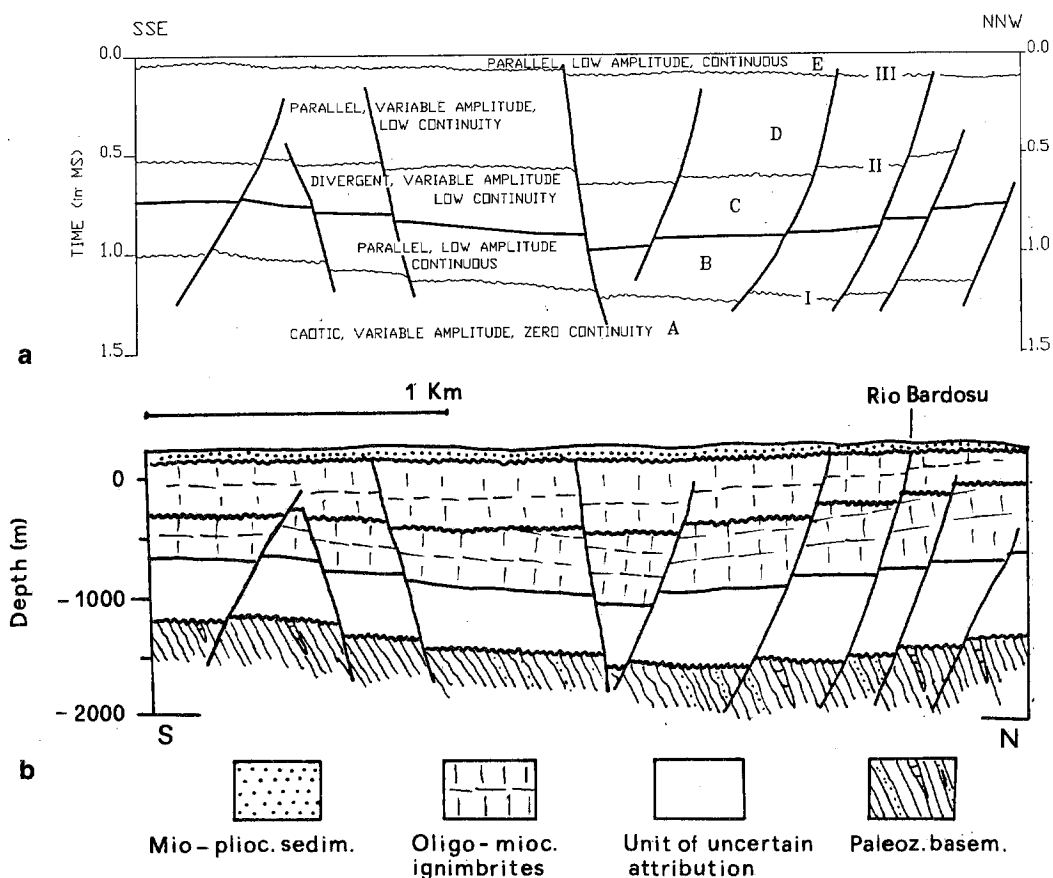 SSE
NNW
0.0
0.0
PARALLEL, LOW AMPLITUDE, CONTINUOUS
E
III
PARALLEL, VARIABLE AMPLITUDE,
LOW CONTINUITY
D
TIME (in MS)
0.5
0.5
II
DIVERGENT, VARIABLE AMPLITUDE
LOW CONTINUITY
C
1.0
1.0
PARALLEL, LOW AMPLITUDE
CONTINUOUS
B
I
CAOTIC, VARIABLE AMPLITUDE, ZERO CONTINUITY
A
1.5
1.5
a
1 Km
Rio Bardosu
Depth (m)
0
-1000
-2000
S
N
b
Mio-plioc. sedim.
Oligo-mioc.
ignimbrites
Unit of uncertain
attribution
Paleoz. basem.